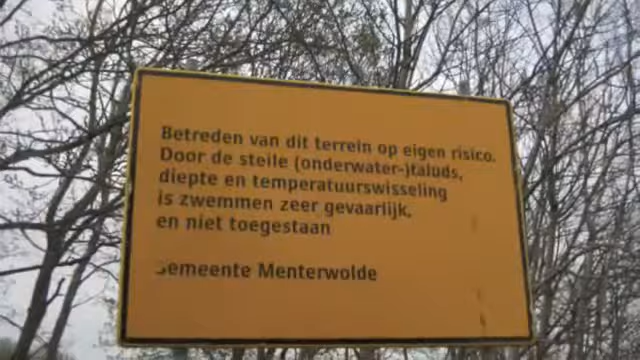 Betreden van dit terrein op eigen risico.
Door de steile (onderwater-)taluds,
diepte en temperatuurswisseling
is zwemmen zeer gevaarlijk,
en niet toegestaan
Gemeente Menterwolde